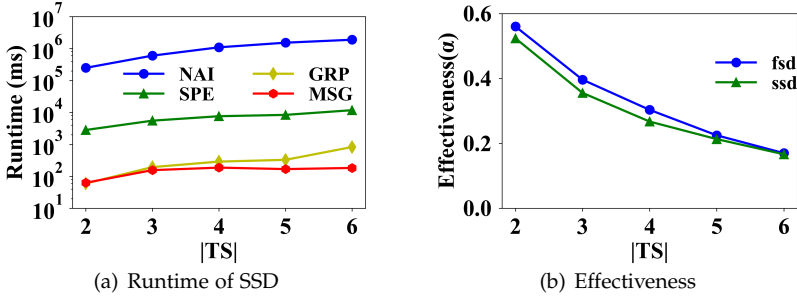 Runtime (ms)
10^7
10^6
10^5
10^4
10^3
10^2
10^1
NAI
SPE
GRP
MSG
2 3 4 5 6
|TS|
(a) Runtime of SSD
Effectiveness(α)
0.6
0.4
0.2
0.0
fsd
ssd
2 3 4 5 6
|TS|
(b) Effectiveness